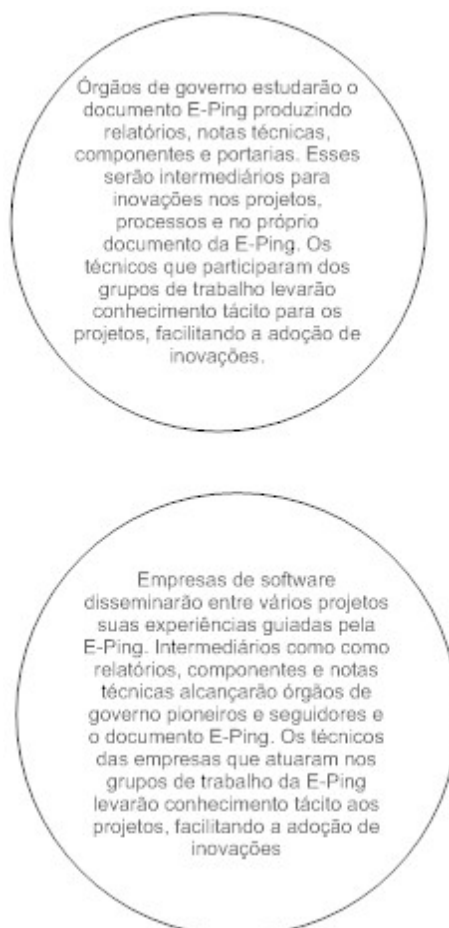 Órgãos de governo estudarão o
documento E-Ping produzindo
relatórios, notas técnicas,
componentes e portarias. Esses
serão intermediários para
inovações nos projetos,
processos e no próprio
documento da E-Ping. Os
técnicos que participaram dos
grupos de trabalho levarão
conhecimento tácito para os
projetos, facilitando a adoção de
inovações.
Empresas de software
disseminarão entre vários projetos
suas experiências guiadas pela
E-Ping. Intermediários como como
relatórios, componentes e notas
técnicas alcançarão órgãos de
governo pioneiros e seguidores e
o documento E-Ping. Os técnicos
das empresas que atuaram nos
grupos de trabalho da E-Ping
levarão conhecimento tácito aos
projetos, facilitando a adoção de
inovações